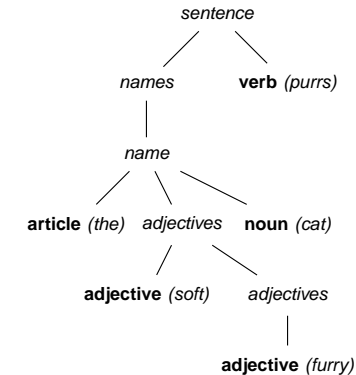 sentence
names verb (purrs)
name
article (the) adjectives noun (cat)
adjective (soft) adjectives
adjective (furry)